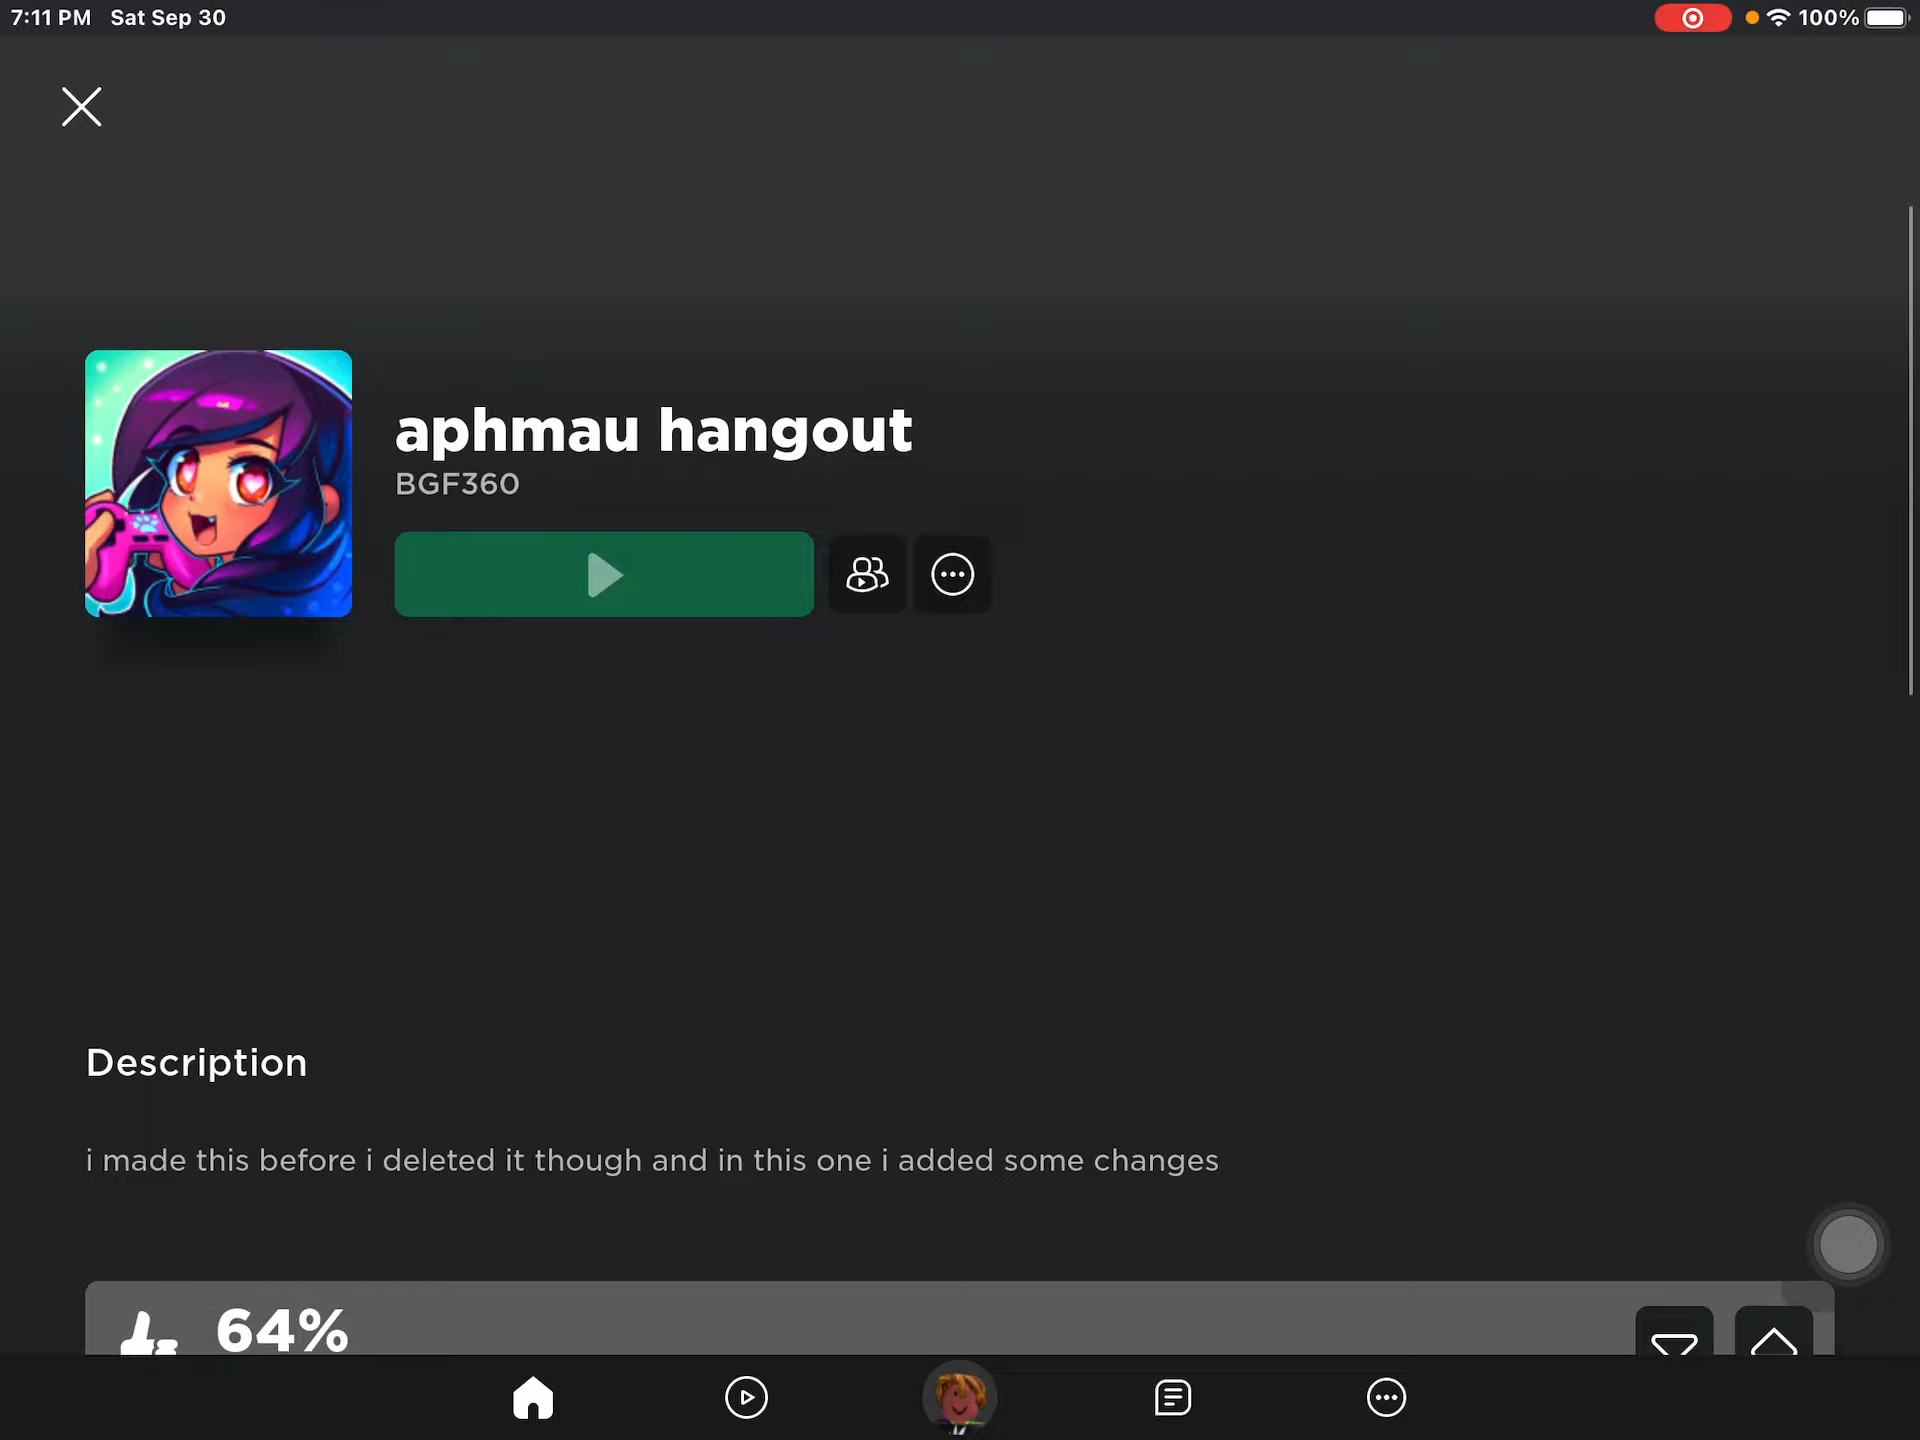 7:11 PM Sat Sep 30
100%
aphmau hangout
BGF360
Description
i made this before i deleted it though and in this one i added some changes
64%